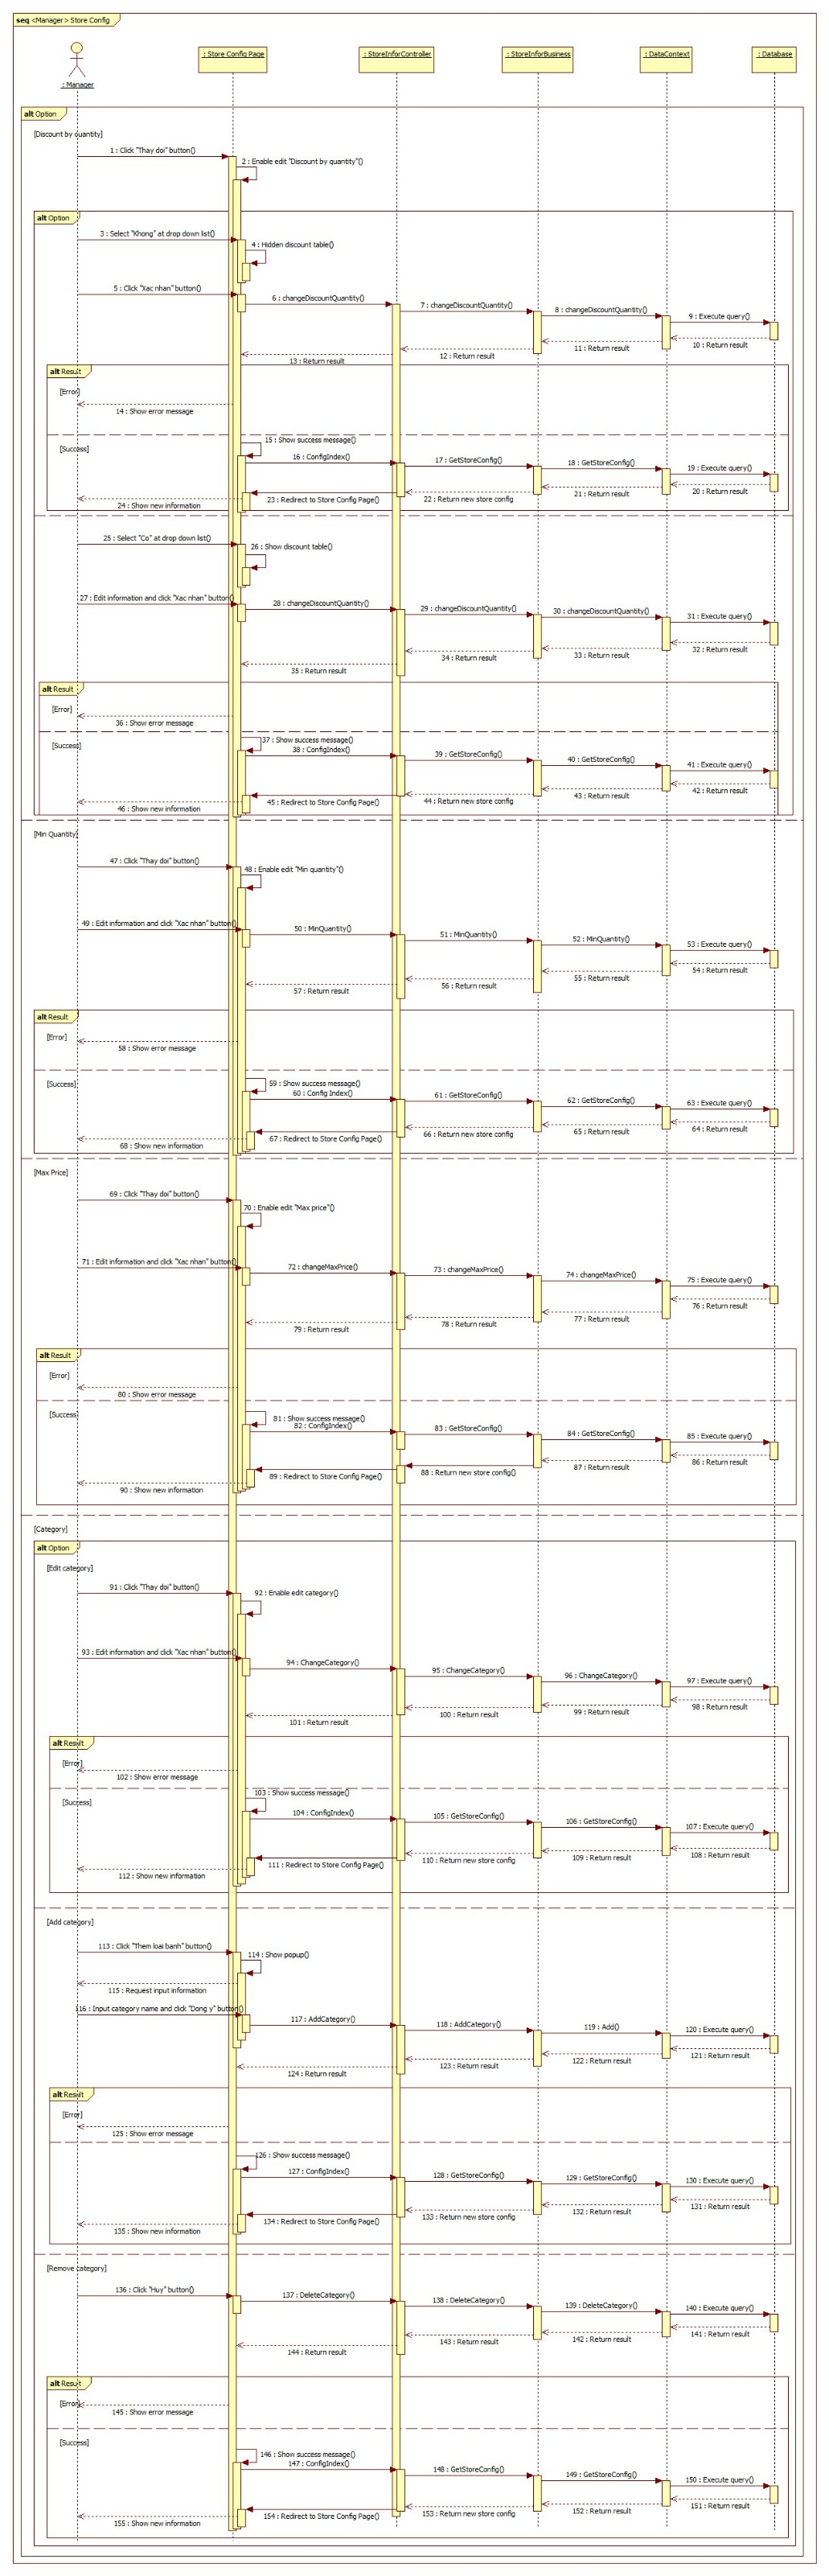 seq <Manager> Store Config
: Manager
: Store Config Page
: StoreInforController
: StoreInforBusiness
: DataContext
: Database
alt Option
[Discount by quantity]
1 : Click "Thay doi" button()
2 : Enable edit "Discount by quantity"()
alt Option
3 : Select "Khong" at drop down list()
4 : Hidden discount table()
5 : Click "Xac nhan" button()
6 : changeDiscountQuantity()
7 : changeDiscountQuantity()
8 : changeDiscountQuantity()
9 : Execute query()
10 : Return result
11 : Return result
12 : Return result
13 : Return result
alt Result
[Error]
14 : Show error message
[Success]
15 : Show success message()
16 : ConfigIndex()
17 : GetStoreConfig()
18 : GetStoreConfig()
19 : Execute query()
20 : Return result
21 : Return result
22 : Return new store config
23 : Redirect to Store Config Page()
24 : Show new information
25 : Select "Co" at drop down list()
26 : Show discount table()
27 : Edit information and click "Xac nhan" button()
28 : changeDiscountQuantity()
29 : changeDiscountQuantity()
30 : changeDiscountQuantity()
31 : Execute query()
32 : Return result
33 : Return result
34 : Return result
35 : Return result
alt Result
[Error]
36 : Show error message
[Success]
37 : Show success message()
38 : ConfigIndex()
39 : GetStoreConfig()
40 : GetStoreConfig()
41 : Execute query()
42 : Return result
43 : Return result
44 : Return new store config
45 : Redirect to Store Config Page()
46 : Show new information
[Min Quantity]
47 : Click "Thay doi" button()
48 : Enable edit "Min quantity"()
49 : Edit information and click "Xac nhan" button()
50 : MinQuantity()
51 : MinQuantity()
52 : MinQuantity()
53 : Execute query()
54 : Return result
55 : Return result
56 : Return result
57 : Return result
alt Result
[Error]
58 : Show error message
[Success]
59 : Show success message()
60 : Config Index()
61 : GetStoreConfig()
62 : GetStoreConfig()
63 : Execute query()
64 : Return result
65 : Return result
66 : Return new store config
67 : Redirect to Store Config Page()
68 : Show new information
[Max Price]
69 : Click "Thay doi" button()
70 : Enable edit "Max price"()
71 : Edit information and click "Xac nhan" button()
72 : changeMaxPrice()
73 : changeMaxPrice()
74 : changeMaxPrice()
75 : Execute query()
76 : Return result
77 : Return result
78 : Return result
79 : Return result
alt Result
[Error]
80 : Show error message
[Success]
81 : Show success message()
82 : ConfigIndex()
83 : GetStoreConfig()
84 : GetStoreConfig()
85 : Execute query()
86 : Return result
87 : Return result
88 : Return new store config()
89 : Redirect to Store Config Page()
90 : Show new information
[Category]
alt Option
[Edit category]
91 : Click "Thay doi" button()
92 : Enable edit category()
93 : Edit information and click "Xac nhan" button()
94 : ChangeCategory()
95 : ChangeCategory()
96 : ChangeCategory()
97 : Execute query()
98 : Return result
99 : Return result
100 : Return result
101 : Return result
alt Result
[Error]
102 : Show error message
[Success]
103 : Show success message()
104 : ConfigIndex()
105 : GetStoreConfig()
106 : GetStoreConfig()
107 : Execute query()
108 : Return result
109 : Return result
110 : Return new store config
111 : Redirect to Store Config Page()
112 : Show new information
[Add category]
113 : Click "Them loai banh" button()
114 : Show popup()
115 : Request input information
116 : Input category name and click "Dong y" button()
117 : AddCategory()
118 : AddCategory()
119 : Add()
120 : Execute query()
121 : Return result
122 : Return result
123 : Return result
124 : Return result
alt Result
[Error]
125 : Show error message
126 : Show success message()
127 : ConfigIndex()
128 : GetStoreConfig()
129 : GetStoreConfig()
130 : Execute query()
131 : Return result
132 : Return result
133 : Return new store config
134 : Redirect to Store Config Page()
135 : Show new information
[Remove category]
136 : Click "Huy" button()
137 : DeleteCategory()
138 : DeleteCategory()
139 : DeleteCategory()
140 : Execute query()
141 : Return result
142 : Return result
143 : Return result
144 : Return result
alt Result
[Error]
145 : Show error message
[Success]
146 : Show success message()
147 : ConfigIndex()
148 : GetStoreConfig()
149 : GetStoreConfig()
150 : Execute query()
151 : Return result
152 : Return result
153 : Return new store config
154 : Redirect to Store Config Page()
155 : Show new information